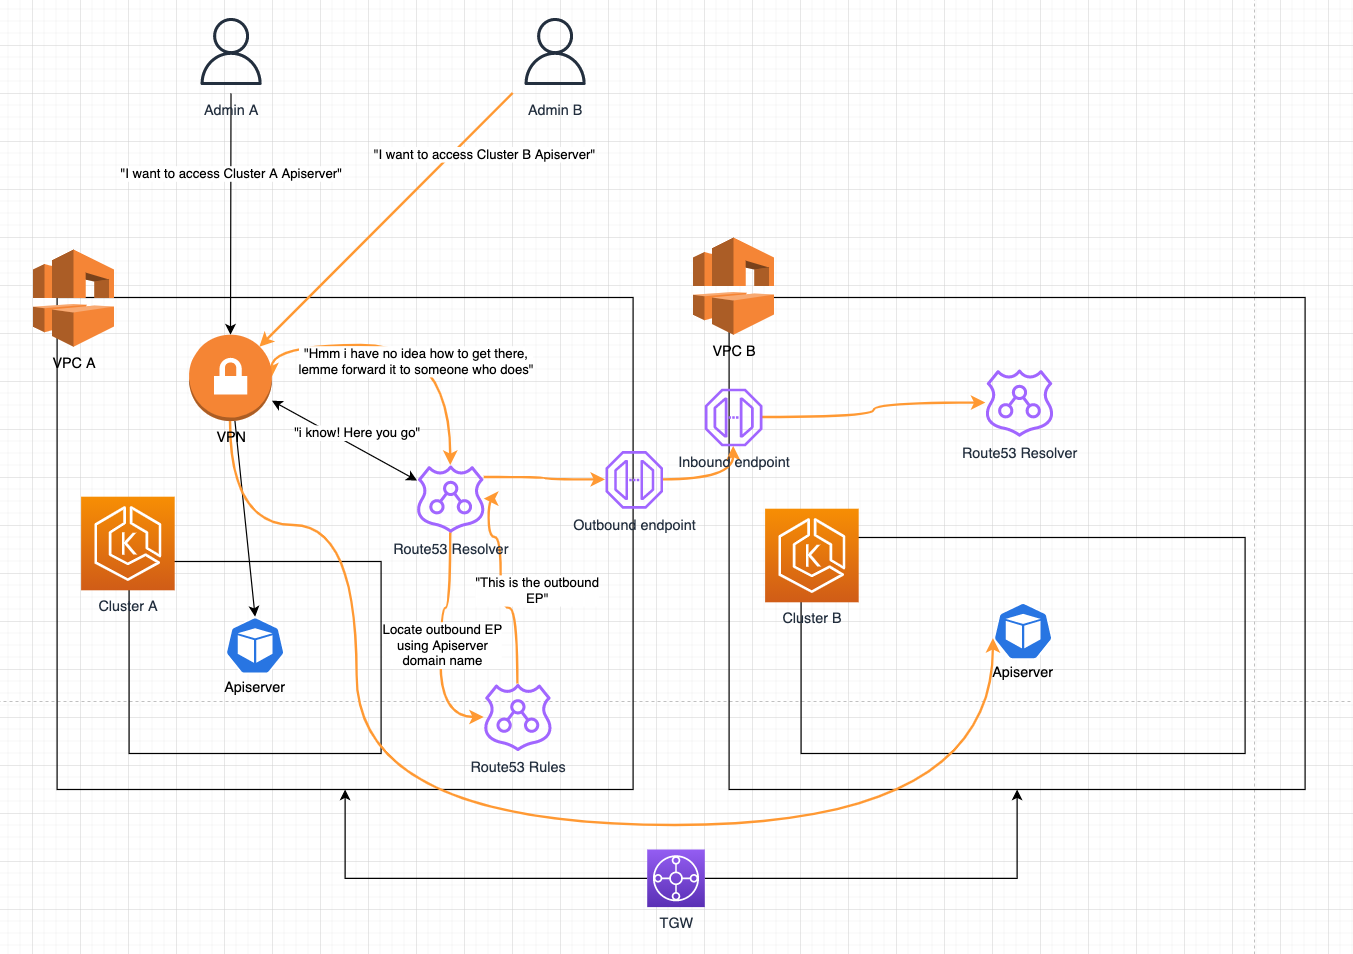 Admin A
Admin B
"I want to access Cluster B Apiserver"
"I want to access Cluster A Apiserver"
VPC A
VPC B
"Hmm i have no idea how to get there,
lemme forward it to someone who does"
VPN
"i know! Here you go"
Inbound endpoint
Route53 Resolver
Outbound endpoint
Route53 Resolver
K
K
"This is the outbound
EP"
Cluster A
Cluster B
Locate outbound EP
using Apiserver
domain name
Apiserver
Apiserver
Route53 Rules
TGW